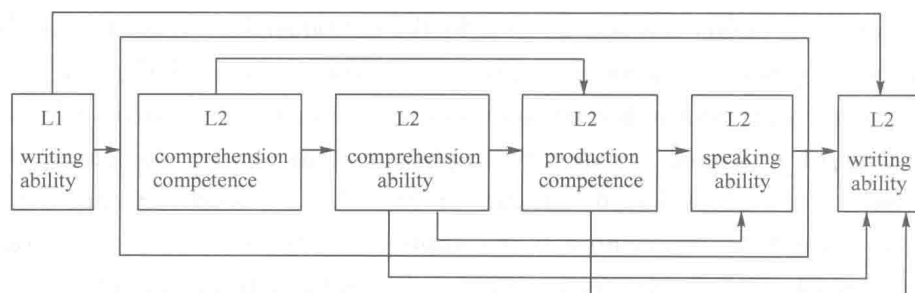 L1
writing
ability
L2
comprehension
competence
L2
comprehension
ability
L2
production
competence
L2
speaking
ability
L2
writing
ability